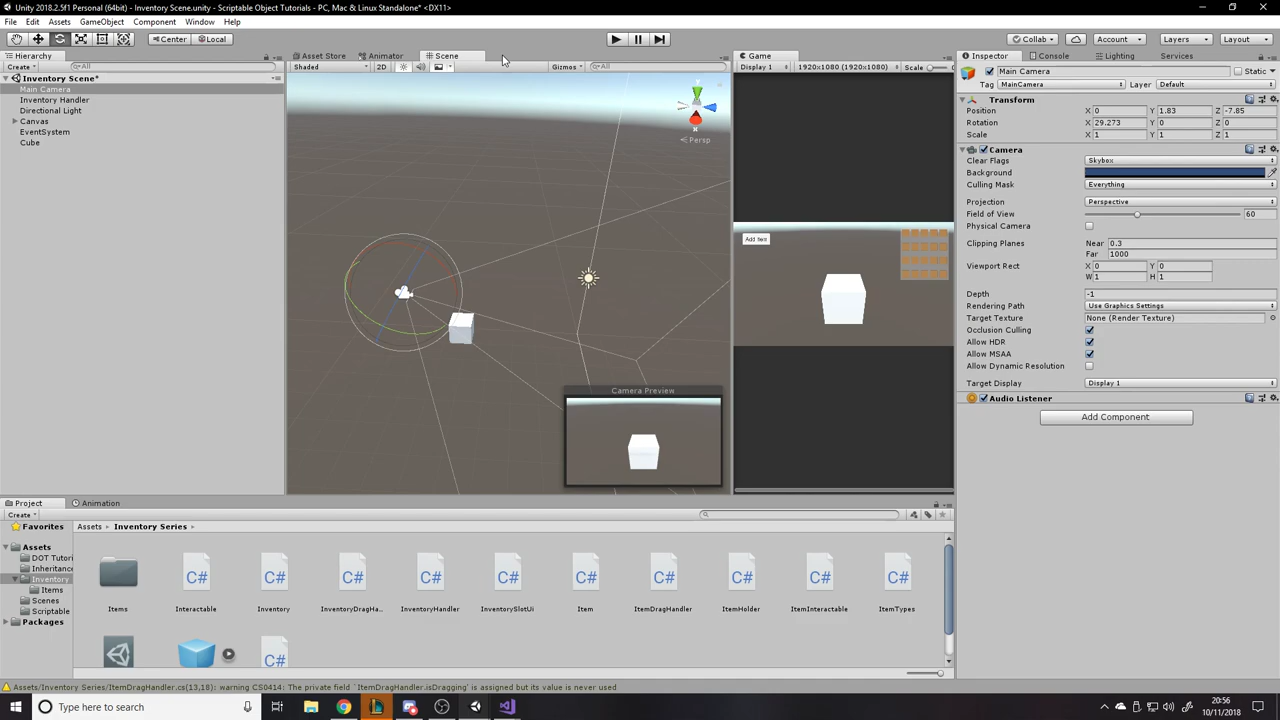 Unity 2018.2.5f1 Personal (64bit) - Inventory Scene.unity - Scriptable Object Tutorials - PC, Mac & Linux Standalone* <DX11>
File Edit Assets GameObject Component Window Help
Center Local Collab Account Layers Layout
Hierarchy Asset Store Animator Scene Game Inspector Console Lighting Services
Create All Shaded 2D Gizmos All Display 1 1920x1080 (1920x1080) Scale Main Camera Static
Inventory Scene*
Tag MainCamera Layer Default
Main Camera
Inventory Handler
Directional Light
Canvas
EventSystem
Cube
y
x
Persp
Camera Preview
Add Item
Transform
Position X 0 Y 1.83 Z -7.85
Rotation X 29.273 Y 0 Z 0
Scale X 1 Y 1 Z 1
Camera
Clear Flags Skybox
Background
Culling Mask Everything
Projection Perspective
Field of View 60
Physical Camera
Clipping Planes Near 0.3
Far 1000
Viewport Rect X 0 Y 0
W 1 H 1
Depth -1
Rendering Path Use Graphics Settings
Target Texture None (Render Texture)
Occlusion Culling
Allow HDR
Allow MSAA
Allow Dynamic Resolution
Target Display Display 1
Audio Listener
Add Component
Project Animation
Create
Favorites
Assets
DOT Tutori
Inheritance
Inventory
Items
Scenes
Scriptable
Packages
Assets Inventory Series
C# C# C# C# C# C# C# C# C# C#
Items Interactable Inventory InventoryDragHa... InventoryHandler InventorySlotUi Item ItemDragHandler ItemHolder ItemInteractable ItemTypes
C#
Assets/Inventory Series/ItemDragHandler.cs(13,18): warning CS0414: The private field `ItemDragHandler.isDragging' is assigned but its value is never used
Type here to search
20:56
10/11/2018